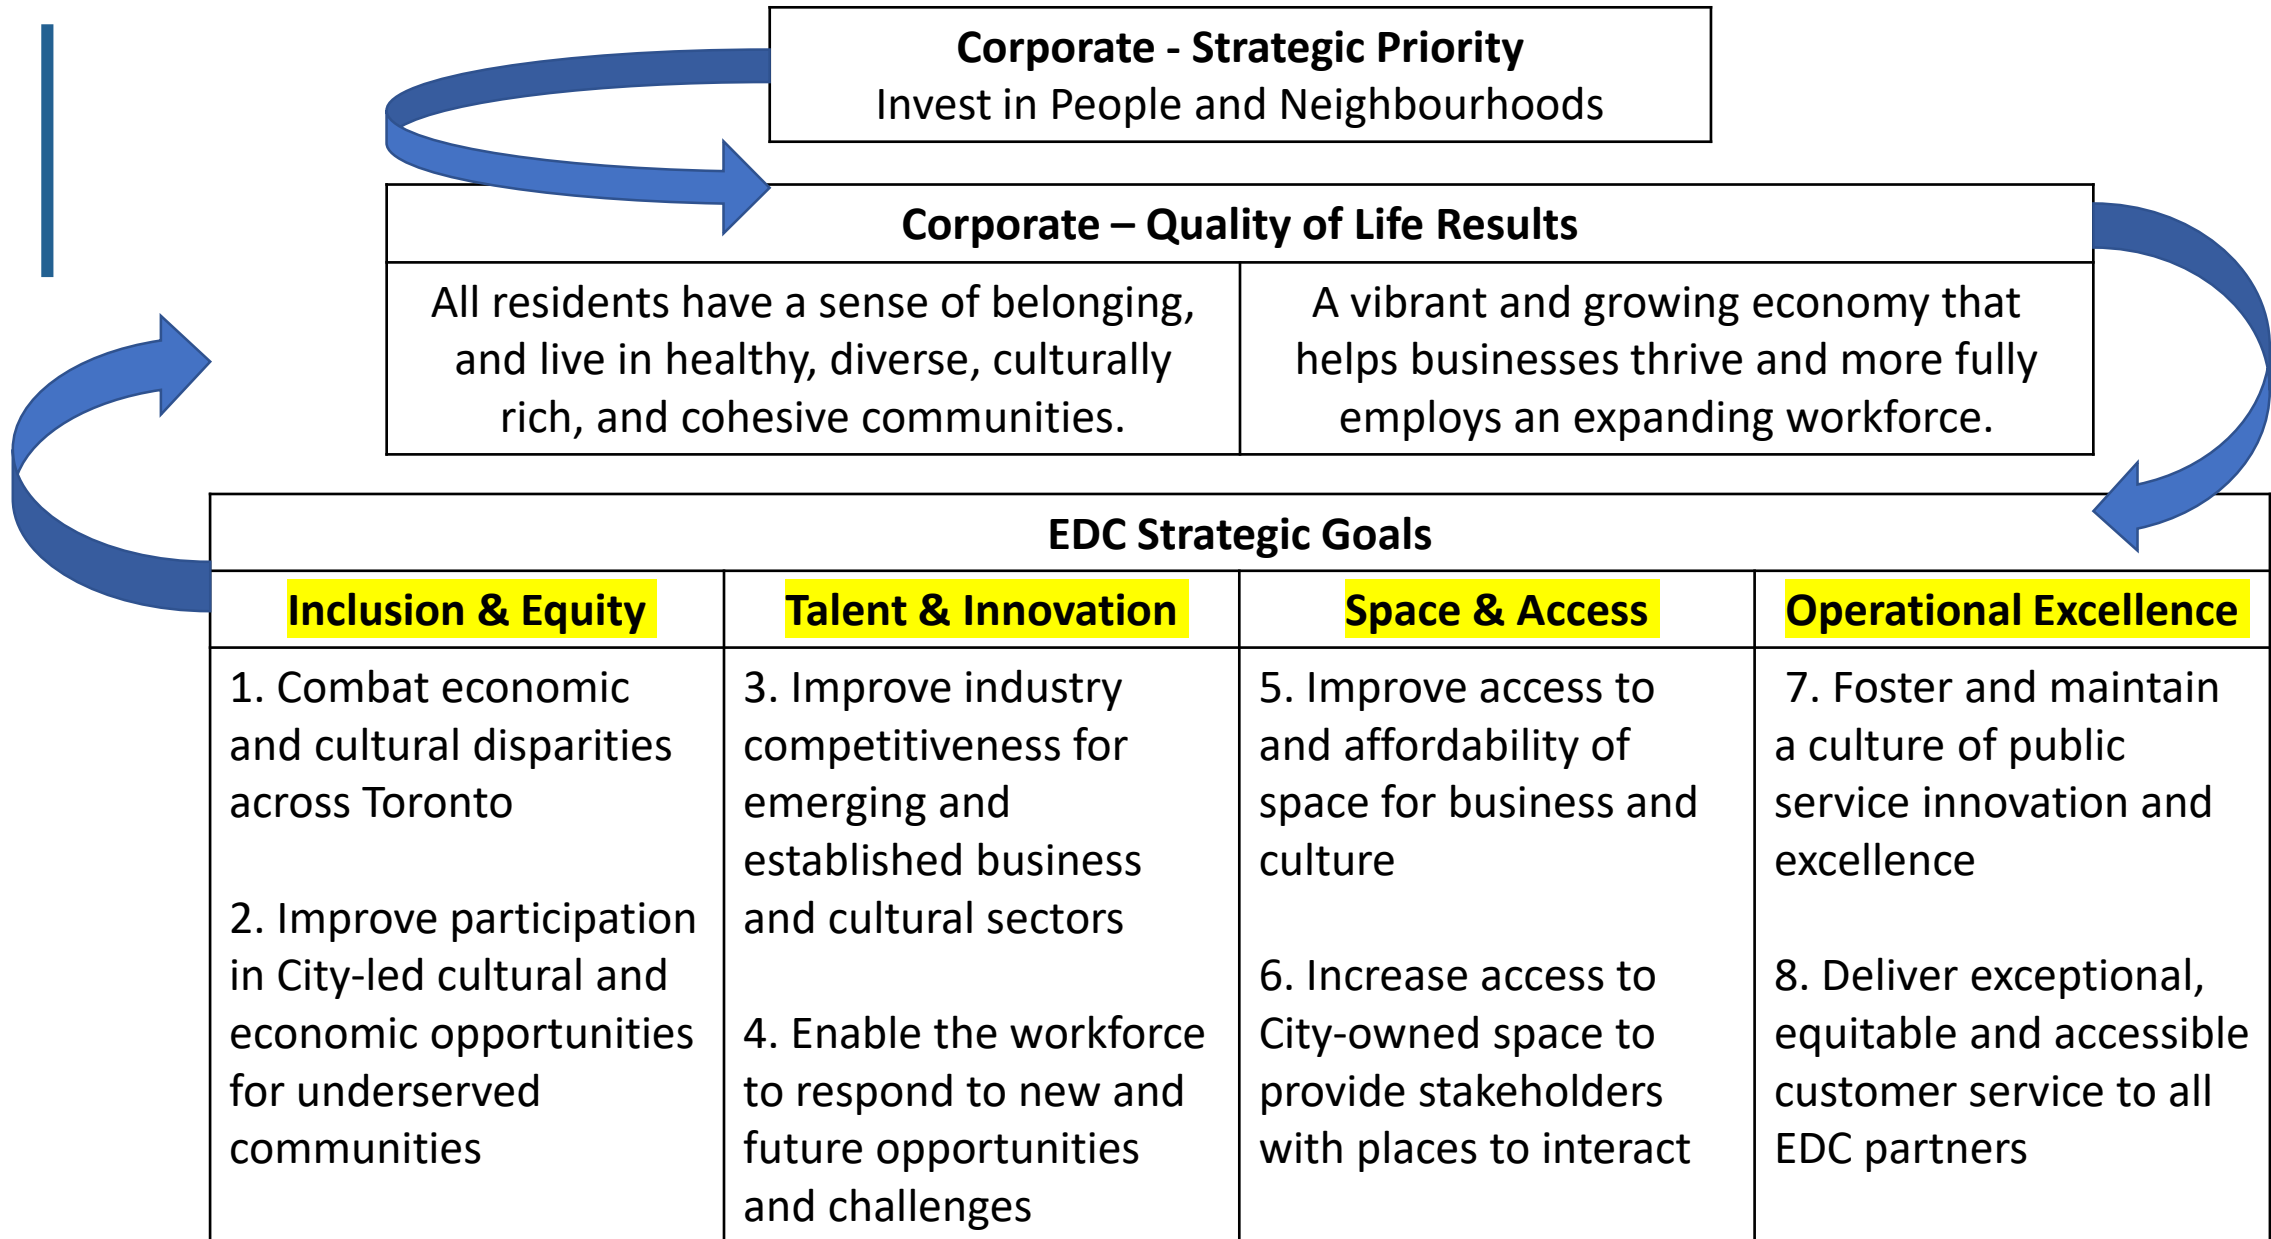 Corporate - Strategic Priority
Invest in People and Neighbourhoods
Corporate – Quality of Life Results
All residents have a sense of belonging,
and live in healthy, diverse, culturally
rich, and cohesive communities.
A vibrant and growing economy that
helps businesses thrive and more fully
employs an expanding workforce.
EDC Strategic Goals
Inclusion & Equity
1. Combat economic
and cultural disparities
across Toronto
2. Improve participation
in City-led cultural and
economic opportunities
for underserved
communities
Talent & Innovation
3. Improve industry
competitiveness for
emerging and
established business
and cultural sectors
4. Enable the workforce
to respond to new and
future opportunities
and challenges
Space & Access
5. Improve access to
and affordability of
space for business and
culture
6. Increase access to
City-owned space to
provide stakeholders
with places to interact
Operational Excellence
7. Foster and maintain
a culture of public
service innovation and
excellence
8. Deliver exceptional,
equitable and accessible
customer service to all
EDC partners